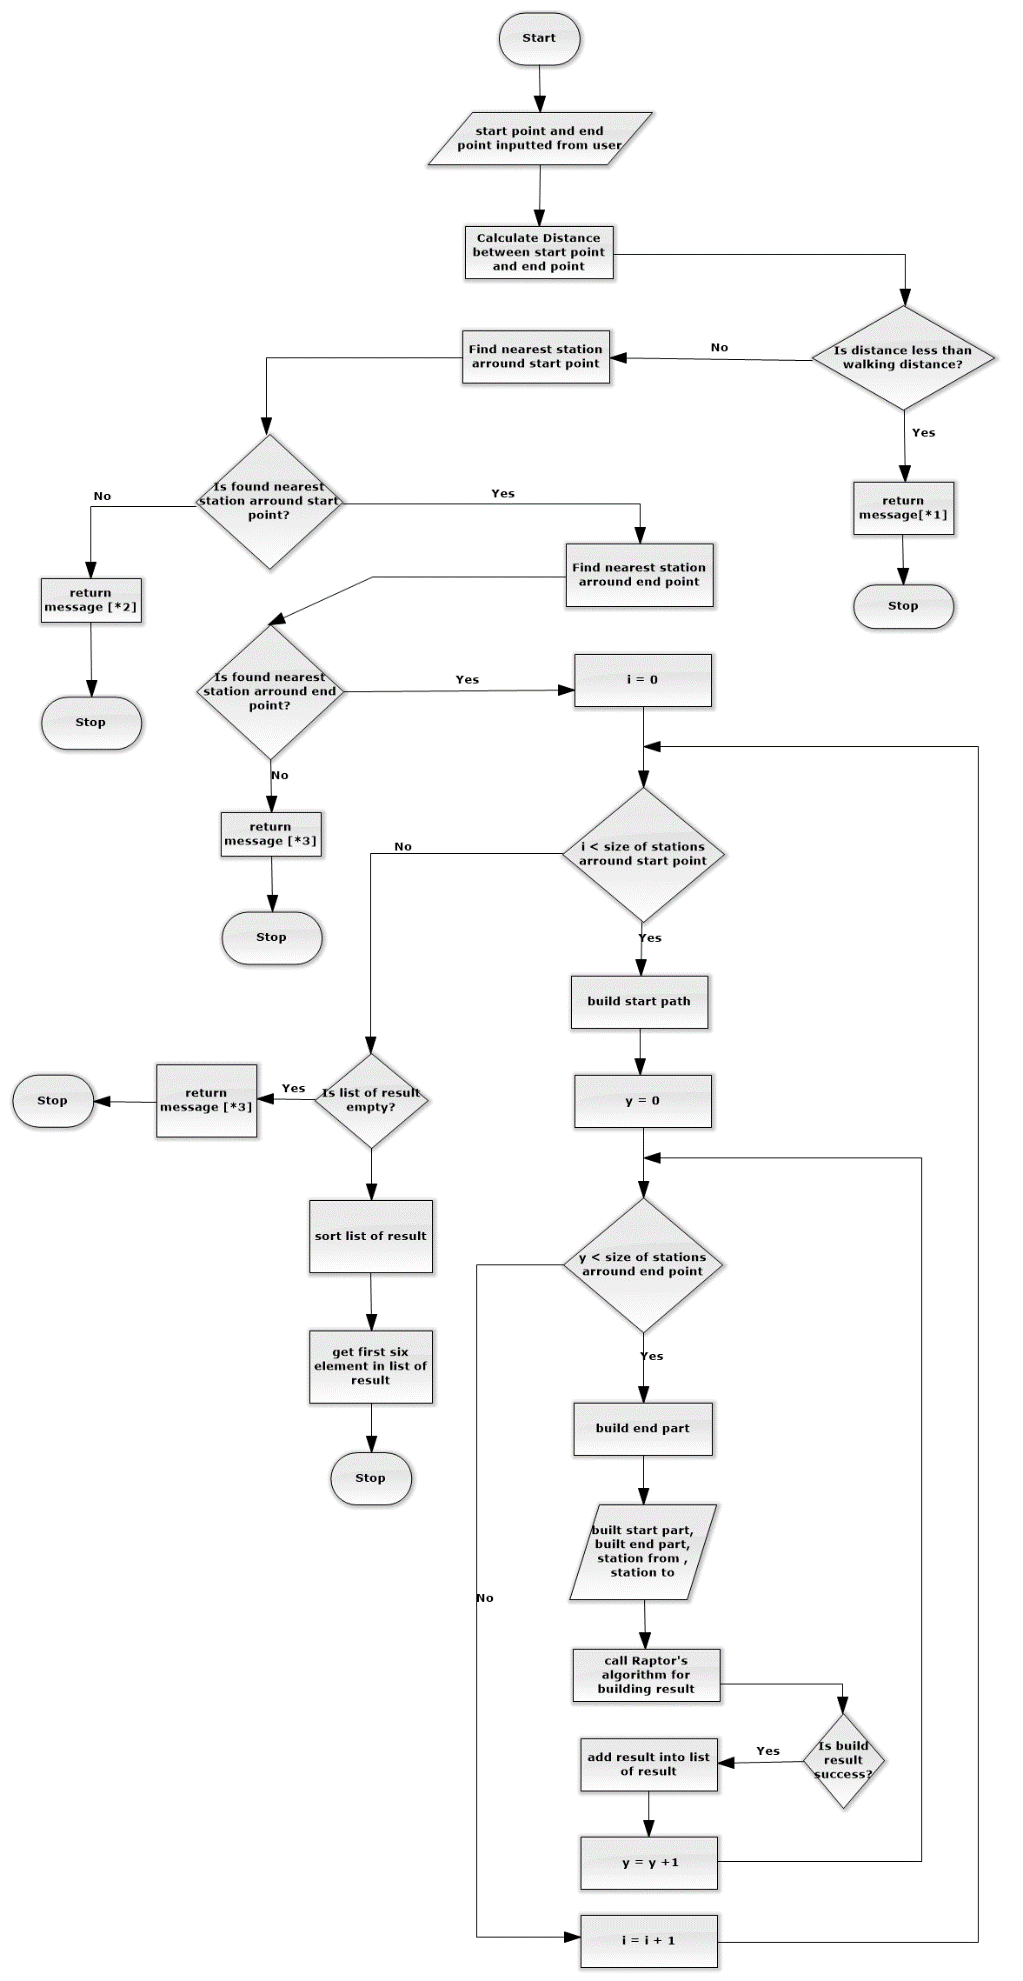 Start
start point and end
point inputted from user
Calculate Distance
between start point
and end point
Is distance less than
walking distance?
No
Find nearest station
arround start point
Yes
return
message[*1]
Stop
Is found nearest
station arround start
point?
No
return
message [*2]
Stop
Yes
Find nearest station
arround end point
Is found nearest
station arround end
point?
Yes
i = 0
No
return
message [*3]
Stop
i < size of stations
arround start point
No
Yes
build start path
y = 0
Is list of result
empty?
Yes
return
message [*3]
Stop
sort list of result
get first six
element in list of
result
Stop
y < size of stations
arround end point
Yes
build end part
built start part,
built end part,
station from ,
station to
No
call Raptor's
algorithm for
building result
Is build
result
success?
Yes
add result into list
of result
y = y +1
i = i + 1